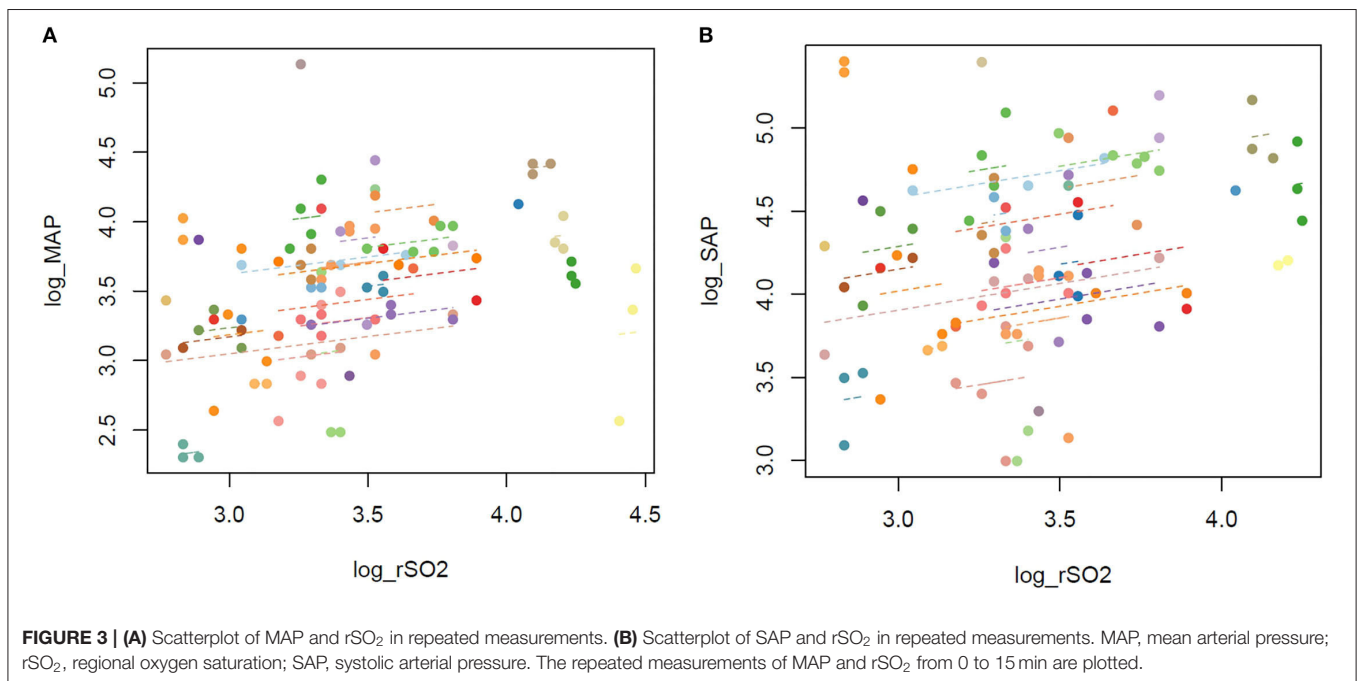 A
B
log_MAP
5.0
4.5
4.0
3.5
3.0
2.5
3.0 3.5 4.0 4.5
log_rSO2
log_SAP
5.0
4.5
4.0
3.5
3.0
3.0 3.5 4.0
log_rSO2
FIGURE 3 | (A) Scatterplot of MAP and rSO₂ in repeated measurements. (B) Scatterplot of SAP and rSO₂ in repeated measurements. MAP, mean arterial pressure;
rSO₂, regional oxygen saturation; SAP, systolic arterial pressure. The repeated measurements of MAP and rSO₂ from 0 to 15 min are plotted.